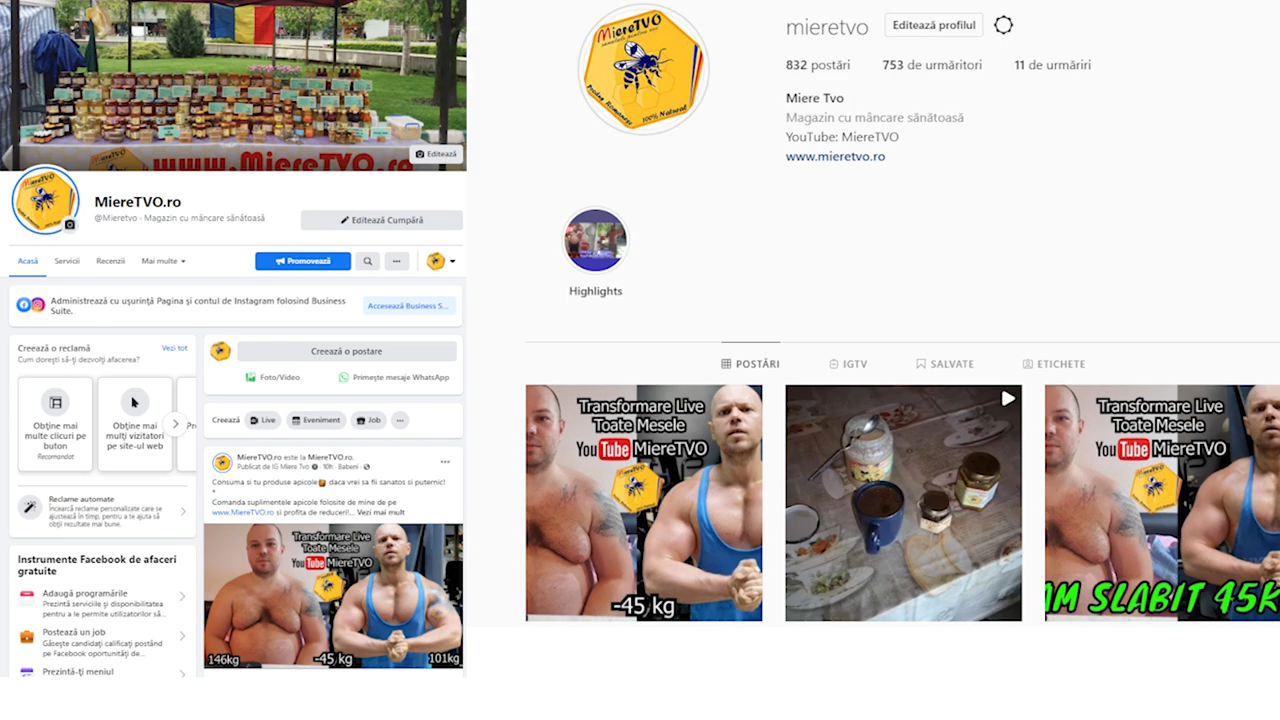 www.MiereTVO.ro
Editează
MiereTVO
MiereTVO.ro
@Mieretvo · Magazin cu mâncare sănătoasă
Editează Cumpără
Acasă
Servicii
Recenzii
Mai multe
Promovează
Administrează cu ușurință Pagina și contul de Instagram folosind Business
Suite.
Accesează Business S...
Creează o reclamă
Vezi tot
Cum dorești să-ți dezvolți afacerea?
Obține mai
multe clicuri pe
buton
Recomandat
Obține mai
mulți vizitatori
pe site-ul web
Reclame automate
Încearcă reclame personalizate care se
ajustează în timp, pentru a te ajuta să
obții rezultate mai bune.
Instrumente Facebook de afaceri
gratuite
Adaugă programările
Prezintă serviciile și disponibilitatea
pentru a le permite utilizatorilor să...
Postează un job
Găsește candidați calificați postând
pe Facebook oportunități de...
Prezintă-ți meniul
Creează o postare
Foto/Video
Primește mesaje WhatsApp
Creează
Live
Eveniment
Job
MiereTVO.ro este la MiereTVO.ro.
Publicat de IG Miere Tvo · 10h · Babeni ·
Consuma si tu produse apicole daca vrei sa fii sanatos si puternic!
*
Comanda suplimentele apicole folosite de mine de pe
www.MiereTVO.ro si profita de reduceri!... Vezi mai mult
Transformare Live
Toate Mesele
YouTube MiereTVO
146kg
-45 kg
101kg
MiereTVO
Produs Romanesc
100% Natural
mieretvo
Editează profilul
832 postări
753 de urmăritori
11 de urmăriri
Miere Tvo
Magazin cu mâncare sănătoasă
YouTube: MiereTVO
www.mieretvo.ro
Highlights
POSTĂRI
IGTV
SALVATE
ETICHETE
Transformare Live
Toate Mesele
YouTube MiereTVO
-45 kg
Transformare Live
Toate Mesele
YouTube MiereTVO
AM SLABIT 45K